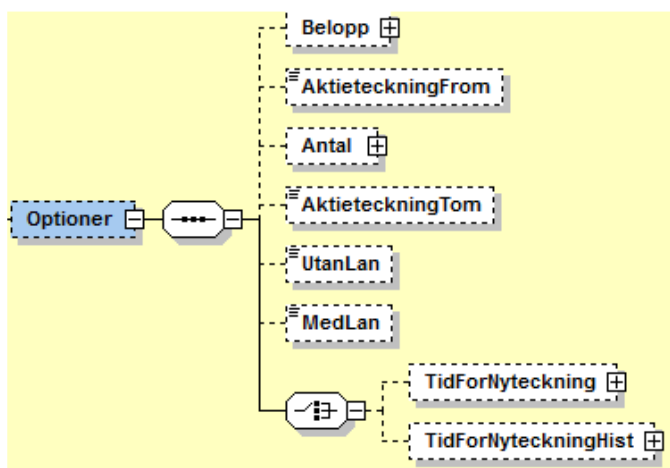 Belopp
AktieteckningFrom
Antal
Optioner
AktieteckningTom
UtanLan
MedLan
TidForNyteckning
TidForNyteckningHist